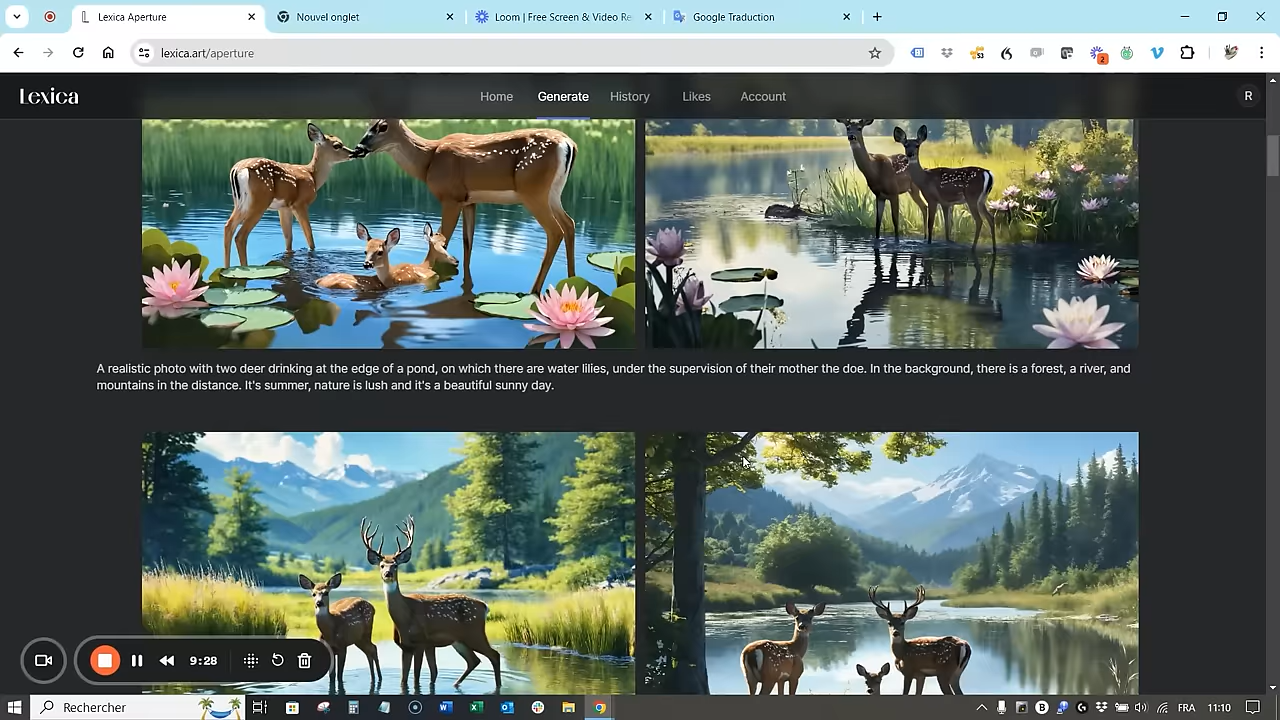 Lexica Aperture
Nouvel onglet
Loom | Free Screen & Video Re
Google Traduction
lexica.art/aperture
53
2
Lexica
Home
Generate
History
Likes
Account
R
A realistic photo with two deer drinking at the edge of a pond, on which there are water lilies, under the supervision of their mother the doe. In the background, there is a forest, a river, and
mountains in the distance. It's summer, nature is lush and it's a beautiful sunny day.
9:28
Rechercher
FRA
11:10